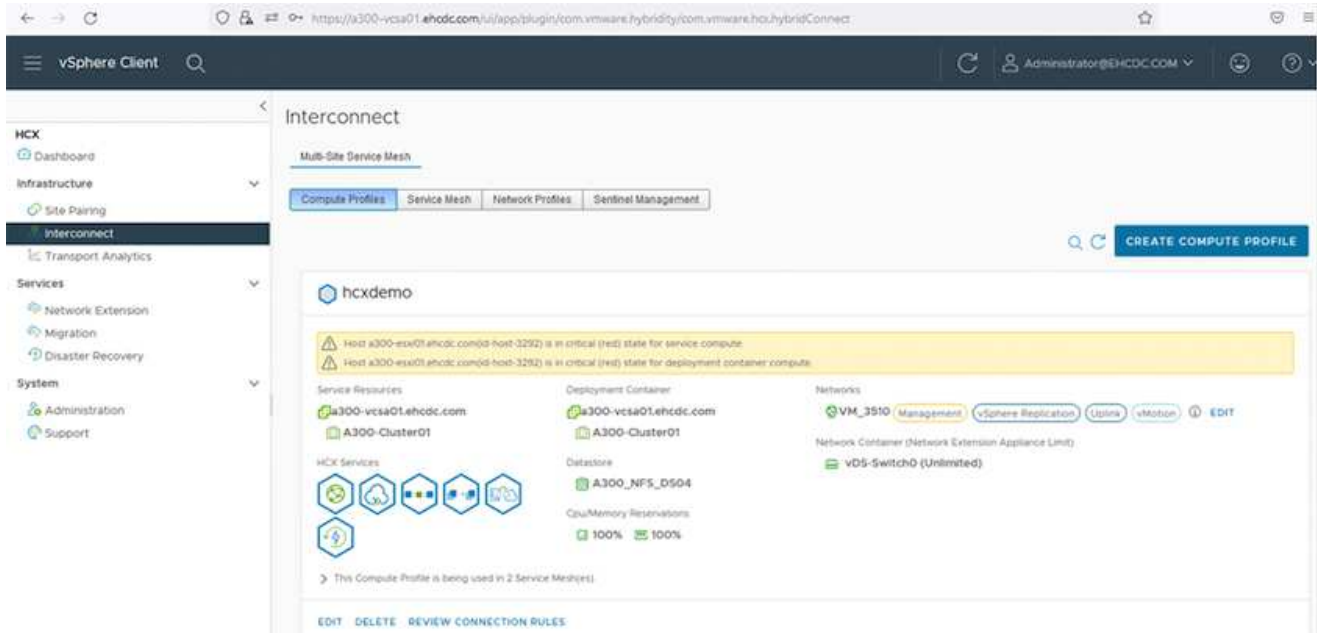 https://a300-vcsa01.ehcdc.com/ui/app/plugin/com.vmware.hybridity/com.vmware.hcx.hybridConnect
vSphere Client
Administrator@EHCDC.COM
Interconnect
HCX
Dashboard
Multi-Site Service Mesh
Infrastructure
Site Pairing
Interconnect
Transport Analytics
Compute Profiles Service Mesh Network Profiles Sentinel Management
CREATE COMPUTE PROFILE
Services
Network Extension
Migration
Disaster Recovery
System
Administration
Support
hcxdemo
Host a300-esxi01.ehcdc.com(id-host-3292) is in critical (red) state for service compute.
Host a300-esxi01.ehcdc.com(id-host-3292) is in critical (red) state for deployment container compute.
Service Resources
a300-vcsa01.ehcdc.com
A300-Cluster01
HCX Services
Deployment Container
a300-vcsa01.ehcdc.com
A300-Cluster01
Datastore
A300_NFS_DS04
Cpu/Memory Reservations
100% 100%
Networks
VM_3510 Management vSphere Replication Uplink vMotion EDIT
Network Container (Network Extension Appliance Limit)
vDS-Switch0 (Unlimited)
This Compute Profile is being used in 2 Service Mesh(es).
EDIT DELETE REVIEW CONNECTION RULES